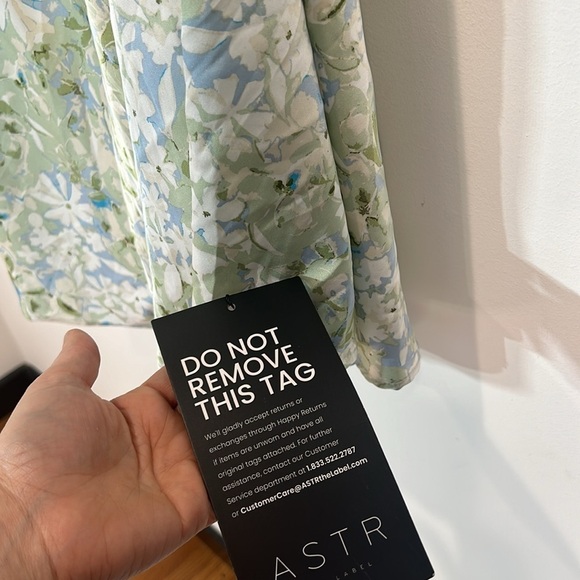 DO NOT
REMOVE
THIS TAG
We'll gladly accept returns or
exchanges through Happy Returns
if items are unworn and have all
original tags attached. For further
assistance, contact our Customer
Service department at 1.833.522.2787
or CustomerCare@ASTRtheLabel.com
ASTR
LABEL